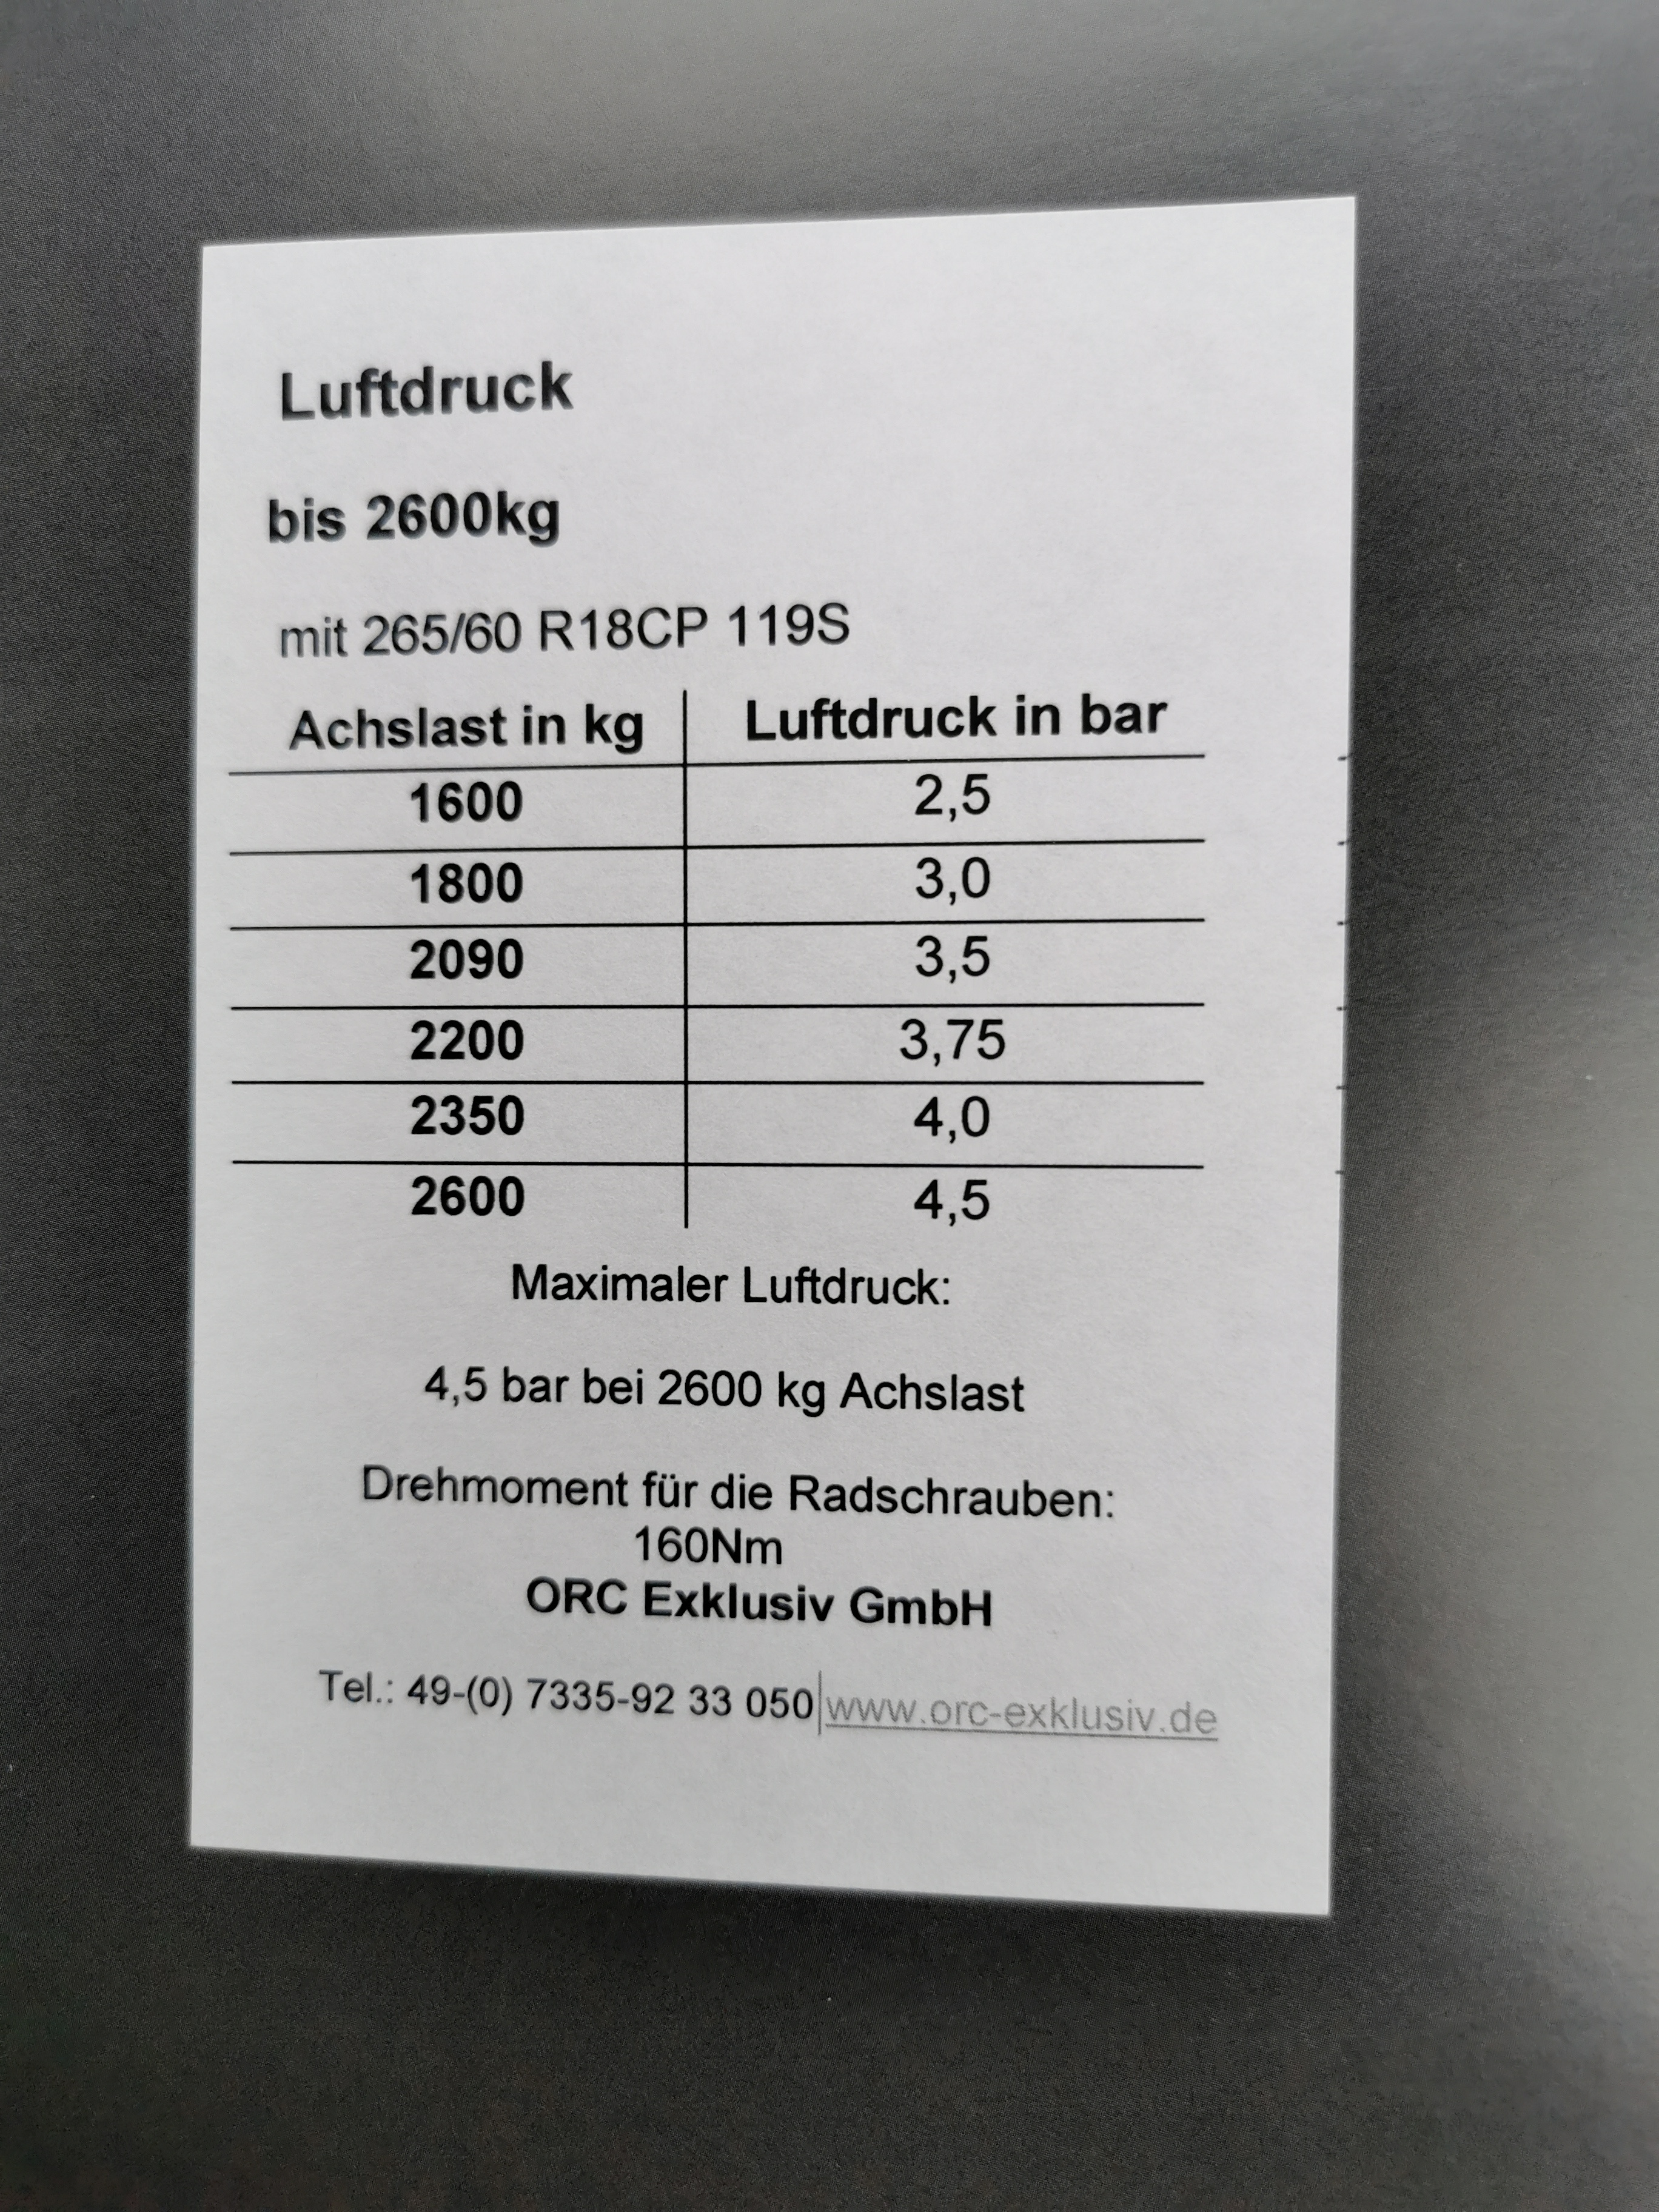 Luftdruck
bis 2600kg
mit 265/60 R18CP 119S
Achslast in kg Luftdruck in bar
1600 2,5
1800 3,0
2090 3,5
2200 3,75
2350 4,0
2600 4,5
Maximaler Luftdruck:
4,5 bar bei 2600 kg Achslast
Drehmoment für die Radschrauben:
160Nm
ORC Exklusiv GmbH
Tel.: 49-(0) 7335-92 33 050 www.orc-exklusiv.de